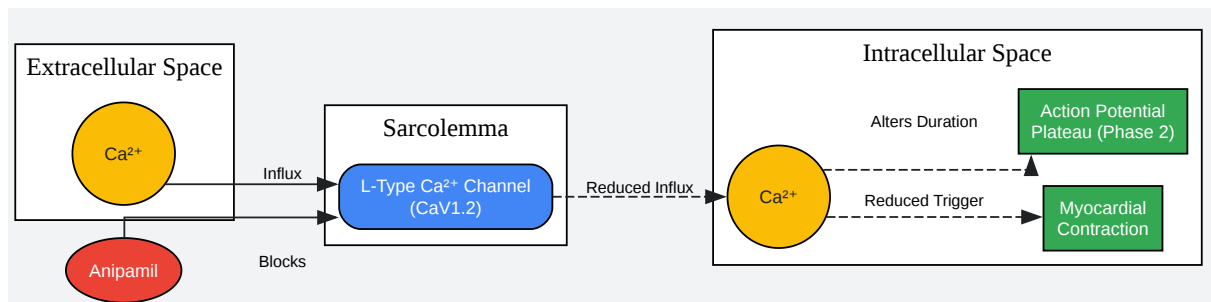 Extracellular Space
Ca²⁺
Anipamil
Influx
Blocks
Sarcolemma
L-Type Ca²⁺ Channel
(CaV1.2)
Reduced Influx
Intracellular Space
Ca²⁺
Alters Duration
Reduced Trigger
Action Potential
Plateau (Phase 2)
Myocardial
Contraction